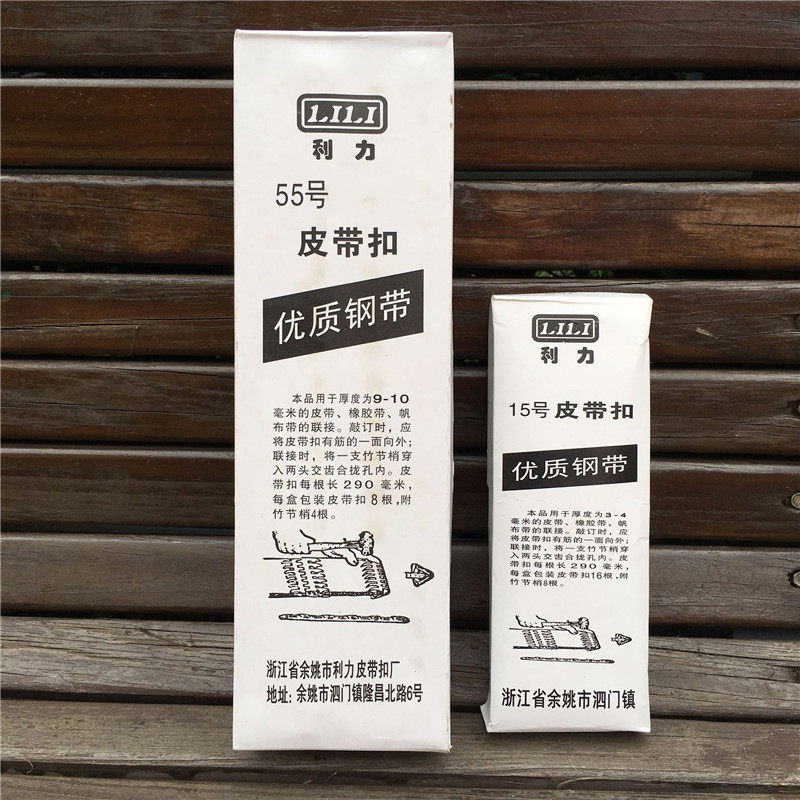 LILI
利力
55号
皮带扣
优质钢带
本品用于厚度为9-10
毫米的皮带、橡胶带、帆
布带的联接。敲订时，应
将皮带扣有筋的一面向外；
联接时，将一支竹节梢穿
入两头交齿合拢孔内。皮
带扣每根长290毫米，
每盒包装皮带扣8根，附
竹节梢4根。
浙江省余姚市利力皮带扣厂
地址：余姚市泗门镇隆昌北路6号
LILI
利力
15号 皮带扣
优质钢带
本品用于厚度为3-4
毫米的皮带、橡胶带、帆
布带的联接。敲订时，应
将皮带扣有筋的一面向外；
联接时，将一支竹节梢穿
入两头交齿合拢孔内。皮
带扣每根长290毫米，
每盒包装皮带扣16根，附
竹节梢8根。
浙江省余姚市泗门镇